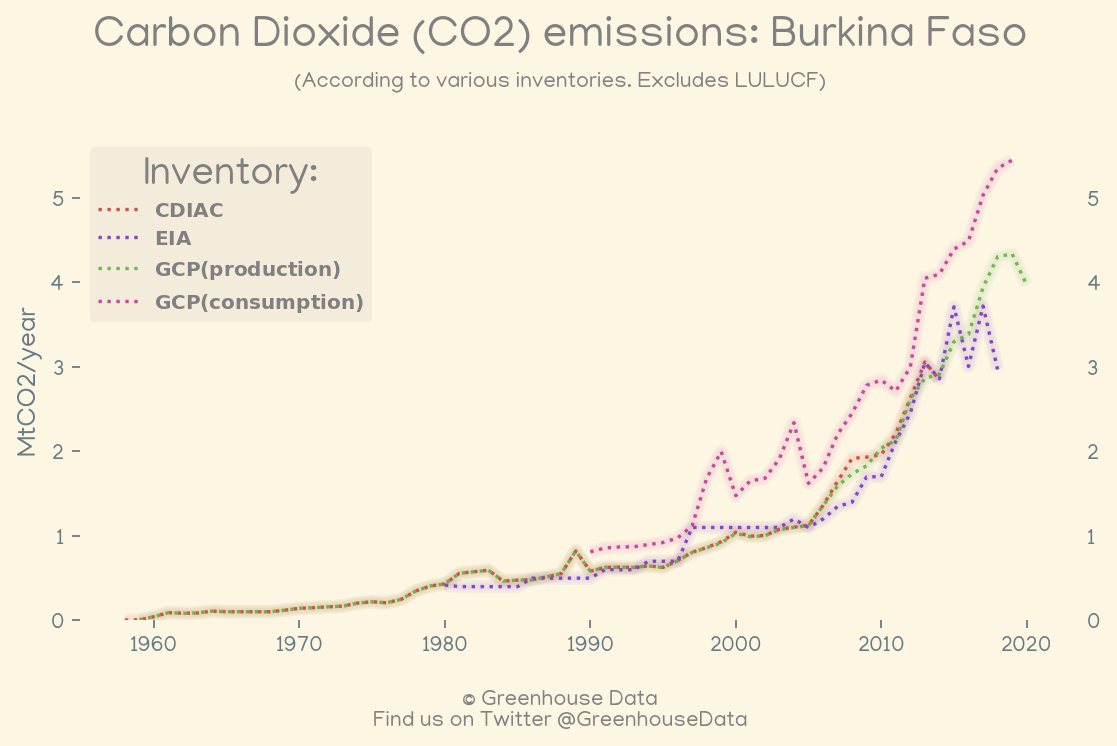 Carbon Dioxide (CO2) emissions: Burkina Faso
(According to various inventories. Excludes LULUCF)
Inventory:
CDIAC
EIA
GCP(production)
GCP(consumption)
MtCO2/year
5
4
3
2
1
0
5
4
3
2
1
0
1960 1970 1980 1990 2000 2010 2020
© Greenhouse Data
Find us on Twitter @GreenhouseData